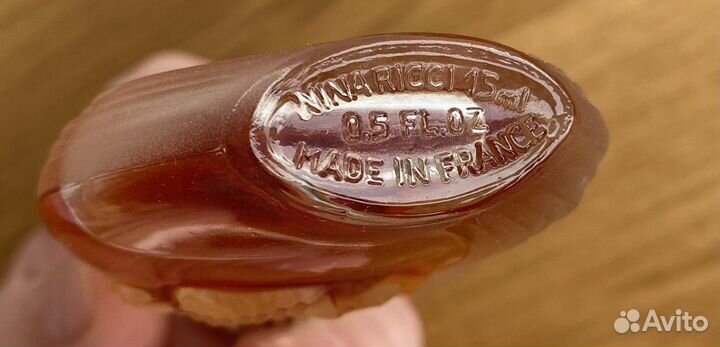 NINA RICCI 15ml
0.5 FL.OZ
MADE IN FRANCE
Avito